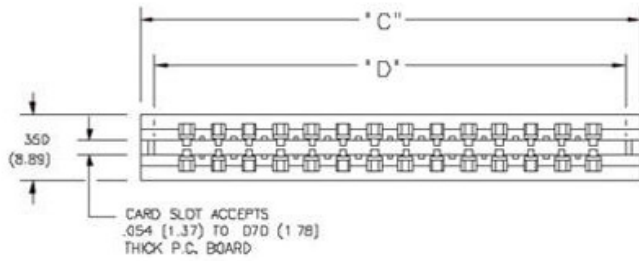 "C"
"D"
.350
(8.89)
CARD SLOT ACCEPTS
.054 (1.37) TO .070 (1.78)
THICK P.C. BOARD